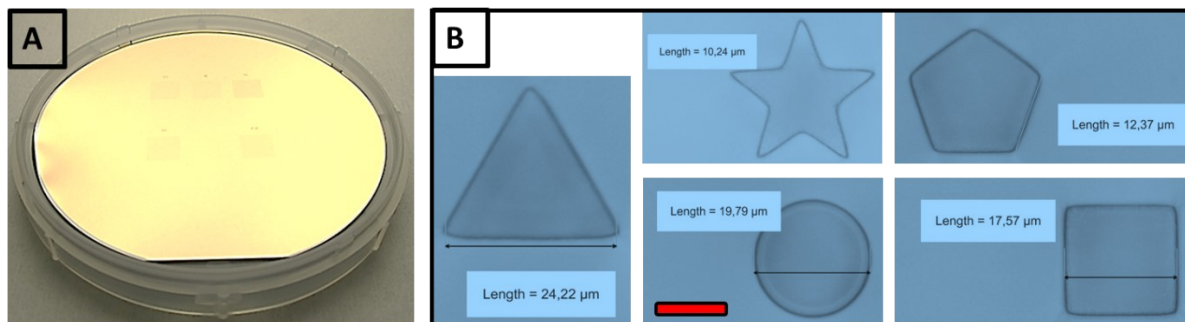 A
B
Length = 10,24 µm
Length = 12,37 µm
Length = 24,22 µm
Length = 19,79 µm
Length = 17,57 µm